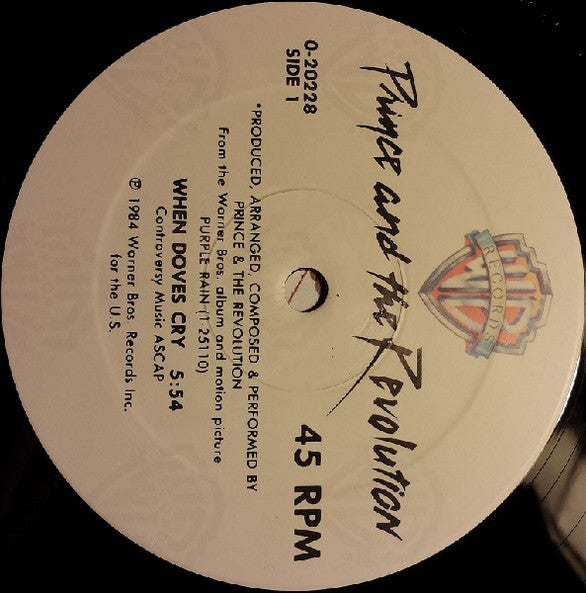 WB
RECORDS
Prince and the Revolution
0-20228
SIDE 1
45 RPM
*PRODUCED, ARRANGED, COMPOSED & PERFORMED BY
PRINCE & THE REVOLUTION
From the Warner Bros. album and motion picture
PURPLE RAIN (1-25110)
WHEN DOVES CRY 5:54
Controversy Music ASCAP
℗ 1984 Warner Bros. Records Inc.
for the U.S.